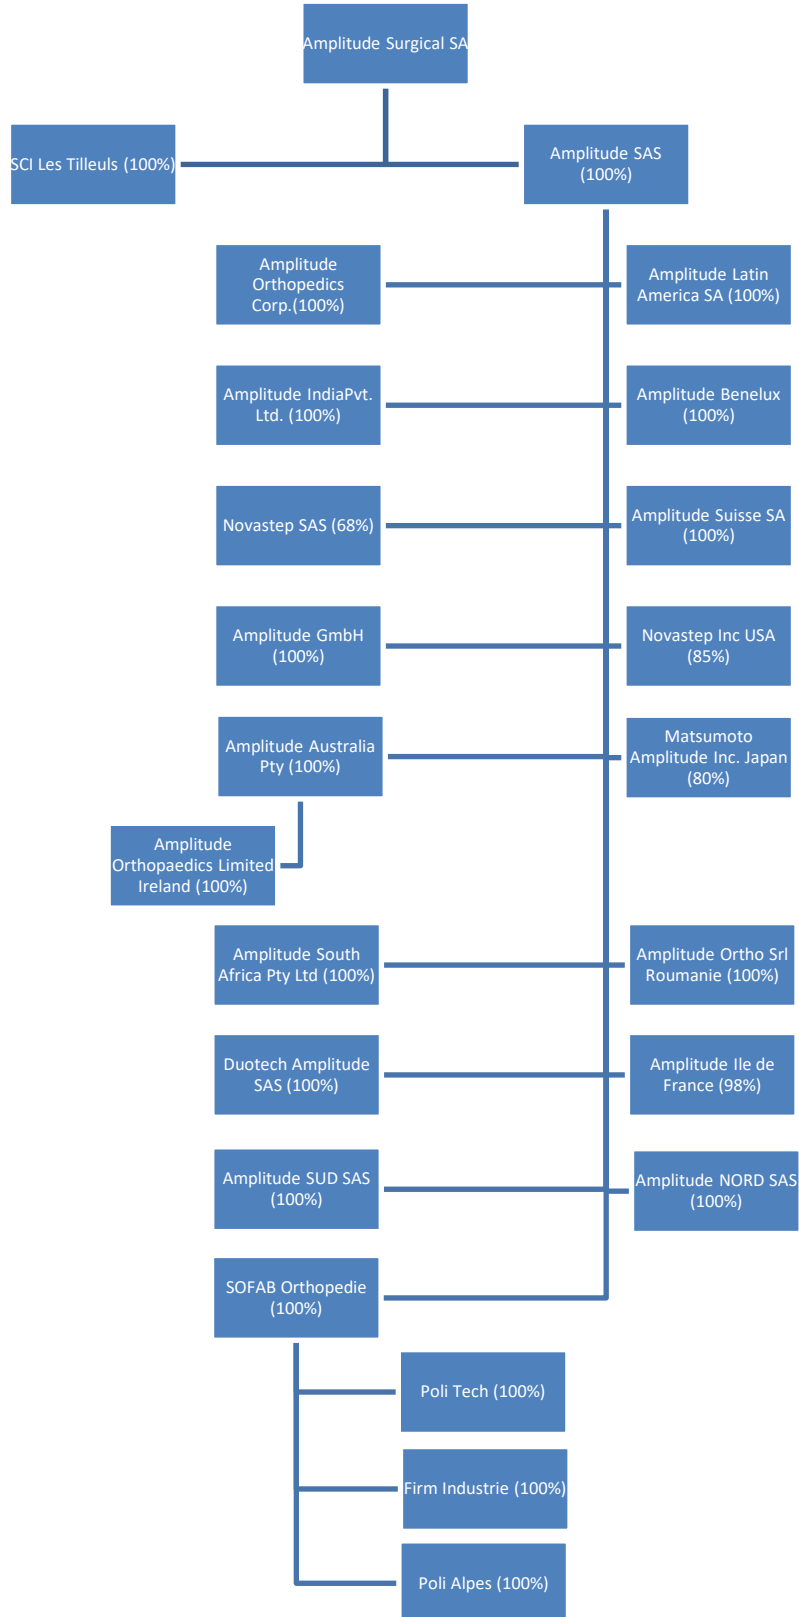 Amplitude Surgical SA
SCI Les Tilleuls (100%)
Amplitude SAS
(100%)
Amplitude
Orthopedics
Corp.(100%)
Amplitude Latin
America SA (100%)
Amplitude IndiaPvt.
Ltd. (100%)
Amplitude Benelux
(100%)
Novastep SAS (68%)
Amplitude Suisse SA
(100%)
Amplitude GmbH
(100%)
Novastep Inc USA
(85%)
Amplitude Australia
Pty (100%)
Matsumoto
Amplitude Inc. Japan
(80%)
Amplitude
Orthopaedics Limited
Ireland (100%)
Amplitude South
Africa Pty Ltd (100%)
Amplitude Ortho Srl
Roumanie (100%)
Duotech Amplitude
SAS (100%)
Amplitude Ile de
France (98%)
Amplitude SUD SAS
(100%)
Amplitude NORD SAS
(100%)
SOFAB Orthopedie
(100%)
Poli Tech (100%)
Firm Industrie (100%)
Poli Alpes (100%)